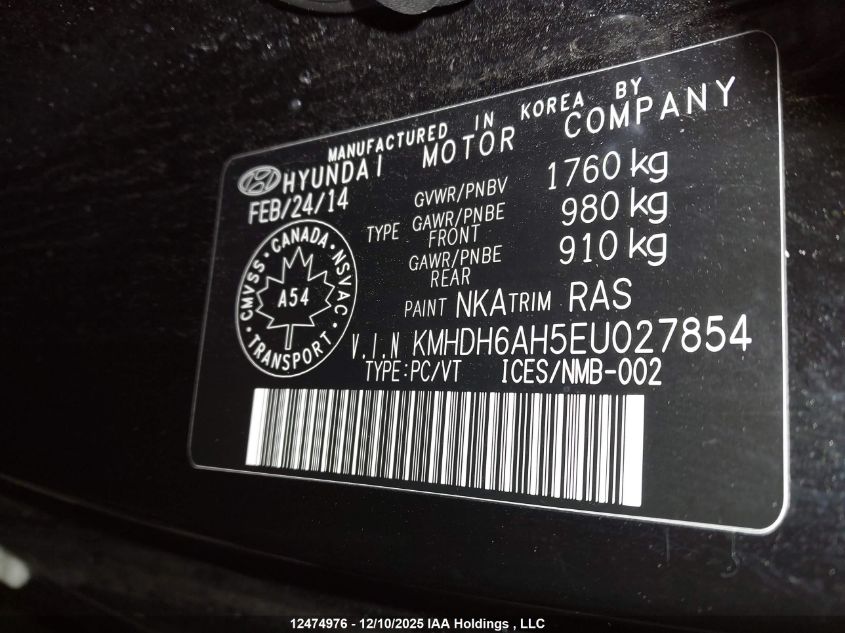 MANUFACTURED IN KOREA BY
HYUNDAI MOTOR COMPANY
FEB/24/14
GVWR/PNBV 1760 kg
TYPE GAWR/PNBE FRONT 980 kg
GAWR/PNBE REAR 910 kg
CMVSS · CANADA · NSVAC · TRANSPORT ·
A54
PAINT NKA TRIM RAS
V.I.N KMHDH6AH5EU027854
TYPE:PC/VT ICES/NMB-002
12474976 - 12/10/2025 IAA Holdings , LLC